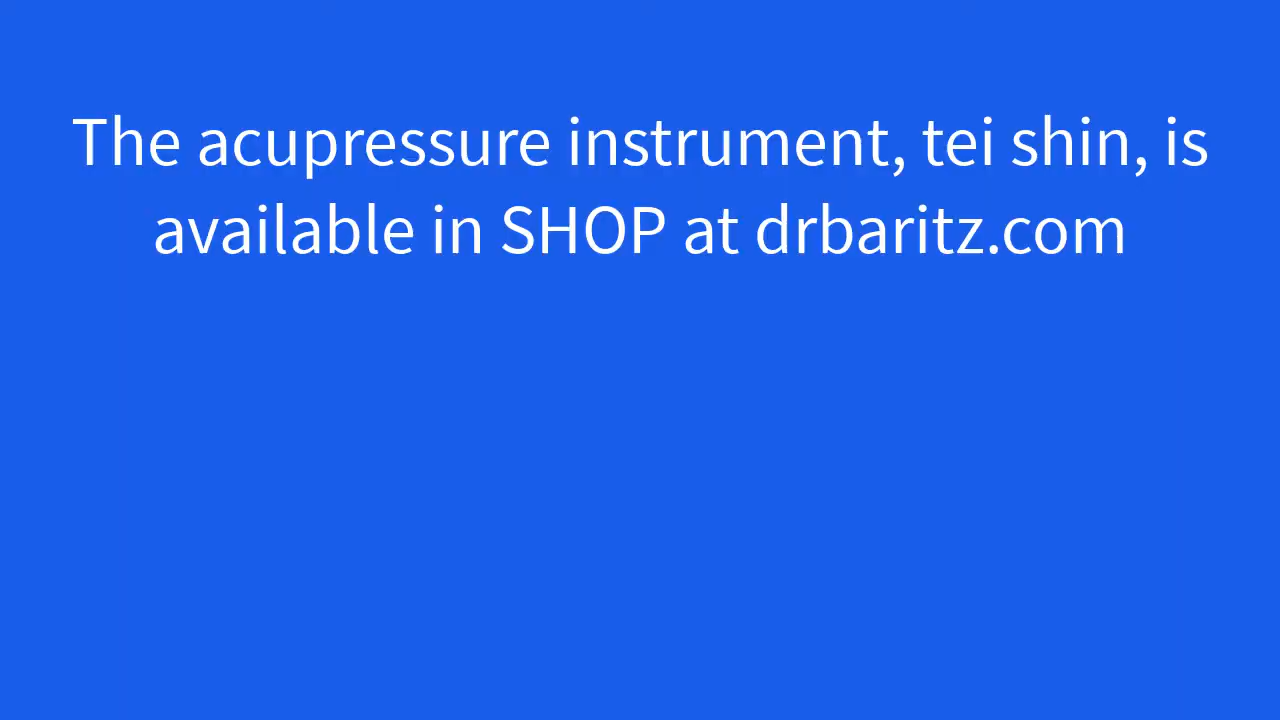 The acupressure instrument, tei shin, is
available in SHOP at drbaritz.com